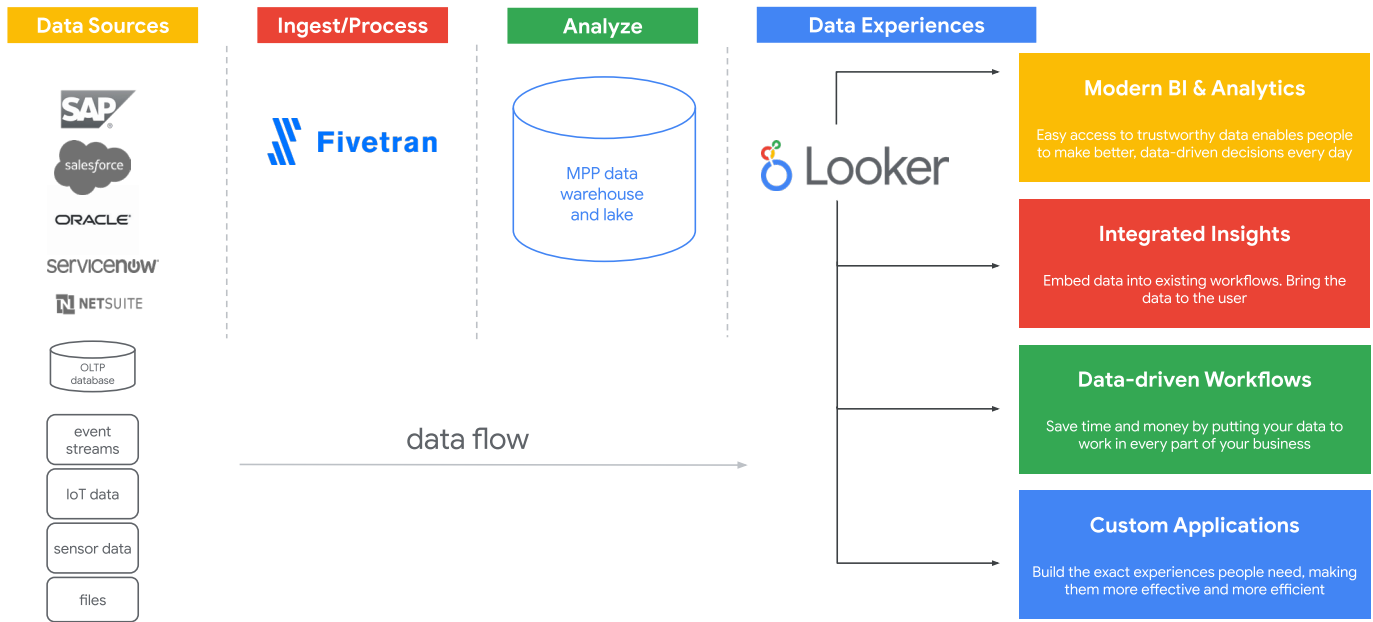 Data Sources
Ingest/Process
Analyze
Data Experiences
SAP®
salesforce
ORACLE®
servicenow
NETSUITE
OLTP
database
event
streams
IoT data
sensor data
files
Fivetran
MPP data
warehouse
and lake
data flow
Looker
Modern BI & Analytics
Easy access to trustworthy data enables people
to make better, data-driven decisions every day
Integrated Insights
Embed data into existing workflows. Bring the
data to the user
Data-driven Workflows
Save time and money by putting your data to
work in every part of your business
Custom Applications
Build the exact experiences people need, making
them more effective and more efficient